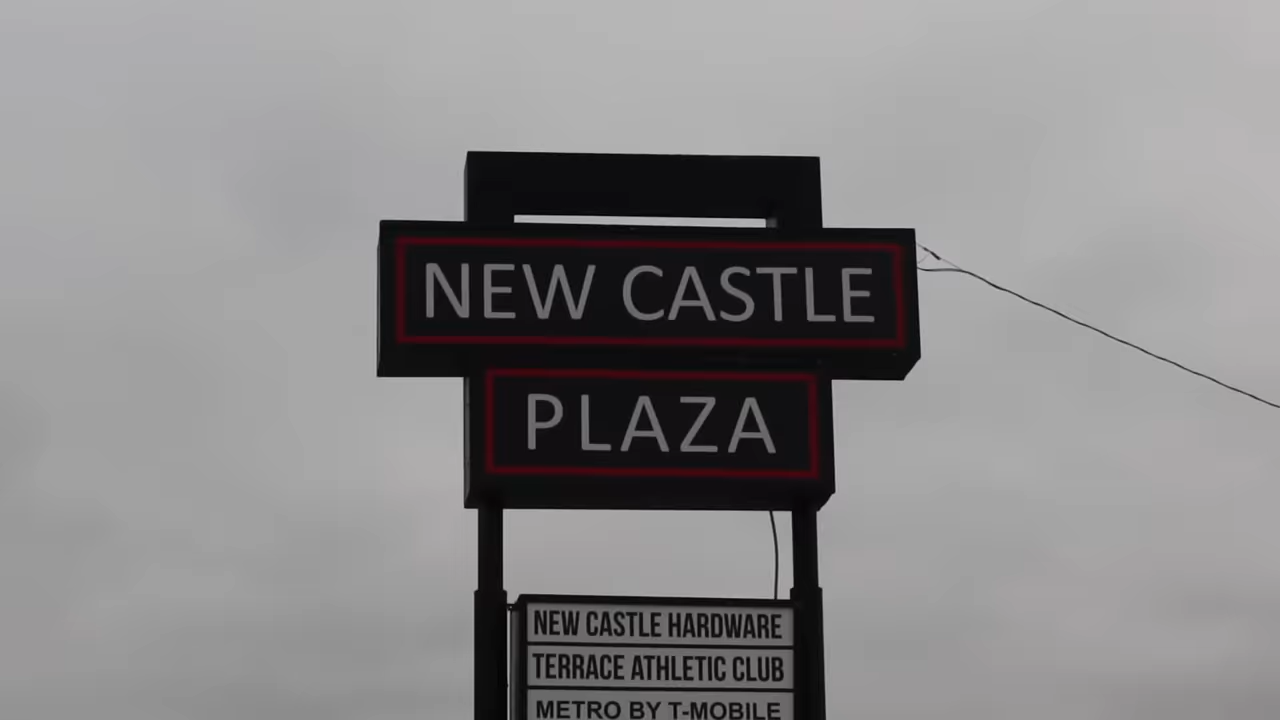 NEW CASTLE
PLAZA
NEW CASTLE HARDWARE
TERRACE ATHLETIC CLUB
METRO BY T-MOBILE